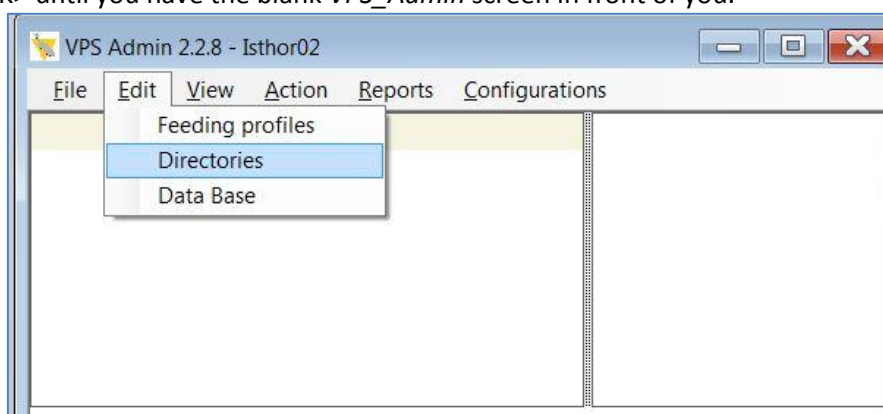 until you have the blank VPS_Admin screen in front of you.
VPS Admin 2.2.8 - Isthor02
File Edit View Action Reports Configurations
Feeding profiles
Directories
Data Base